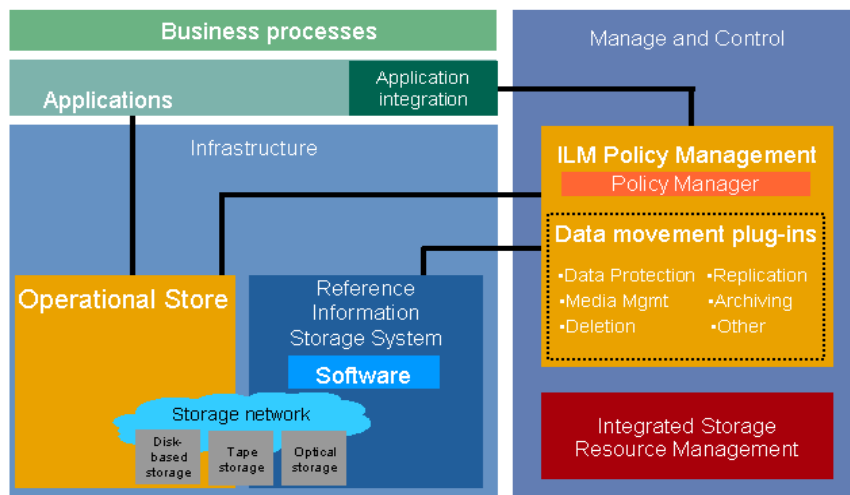 Business processes
Applications
Application
integration
Infrastructure
Operational Store
Reference
Information
Storage System
Software
Storage network
Disk-
based
storage
Tape
storage
Optical
storage
Manage and Control
ILM Policy Management
Policy Manager
Data movement plug-ins
▪Data Protection ▪Replication
▪Media Mgmt ▪Archiving
▪Deletion ▪Other
Integrated Storage
Resource Management